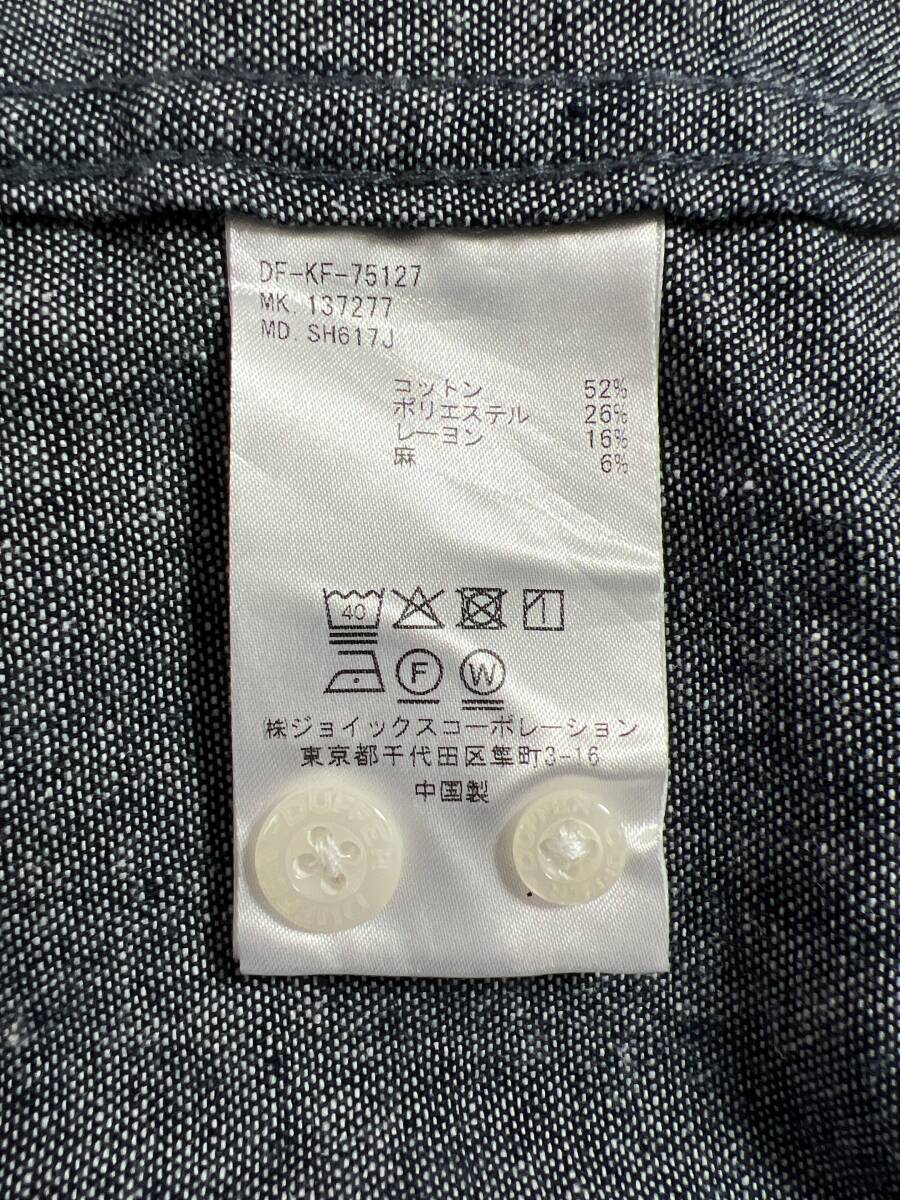 DF-KF-75127
MK. 137277
MD. SH617J
コットン 52%
ポリエステル 26%
レーヨン 16%
麻 6%
40
F W
㈱ジョイックスコーポレーション
東京都千代田区隼町3-16
中国製
DUFFER